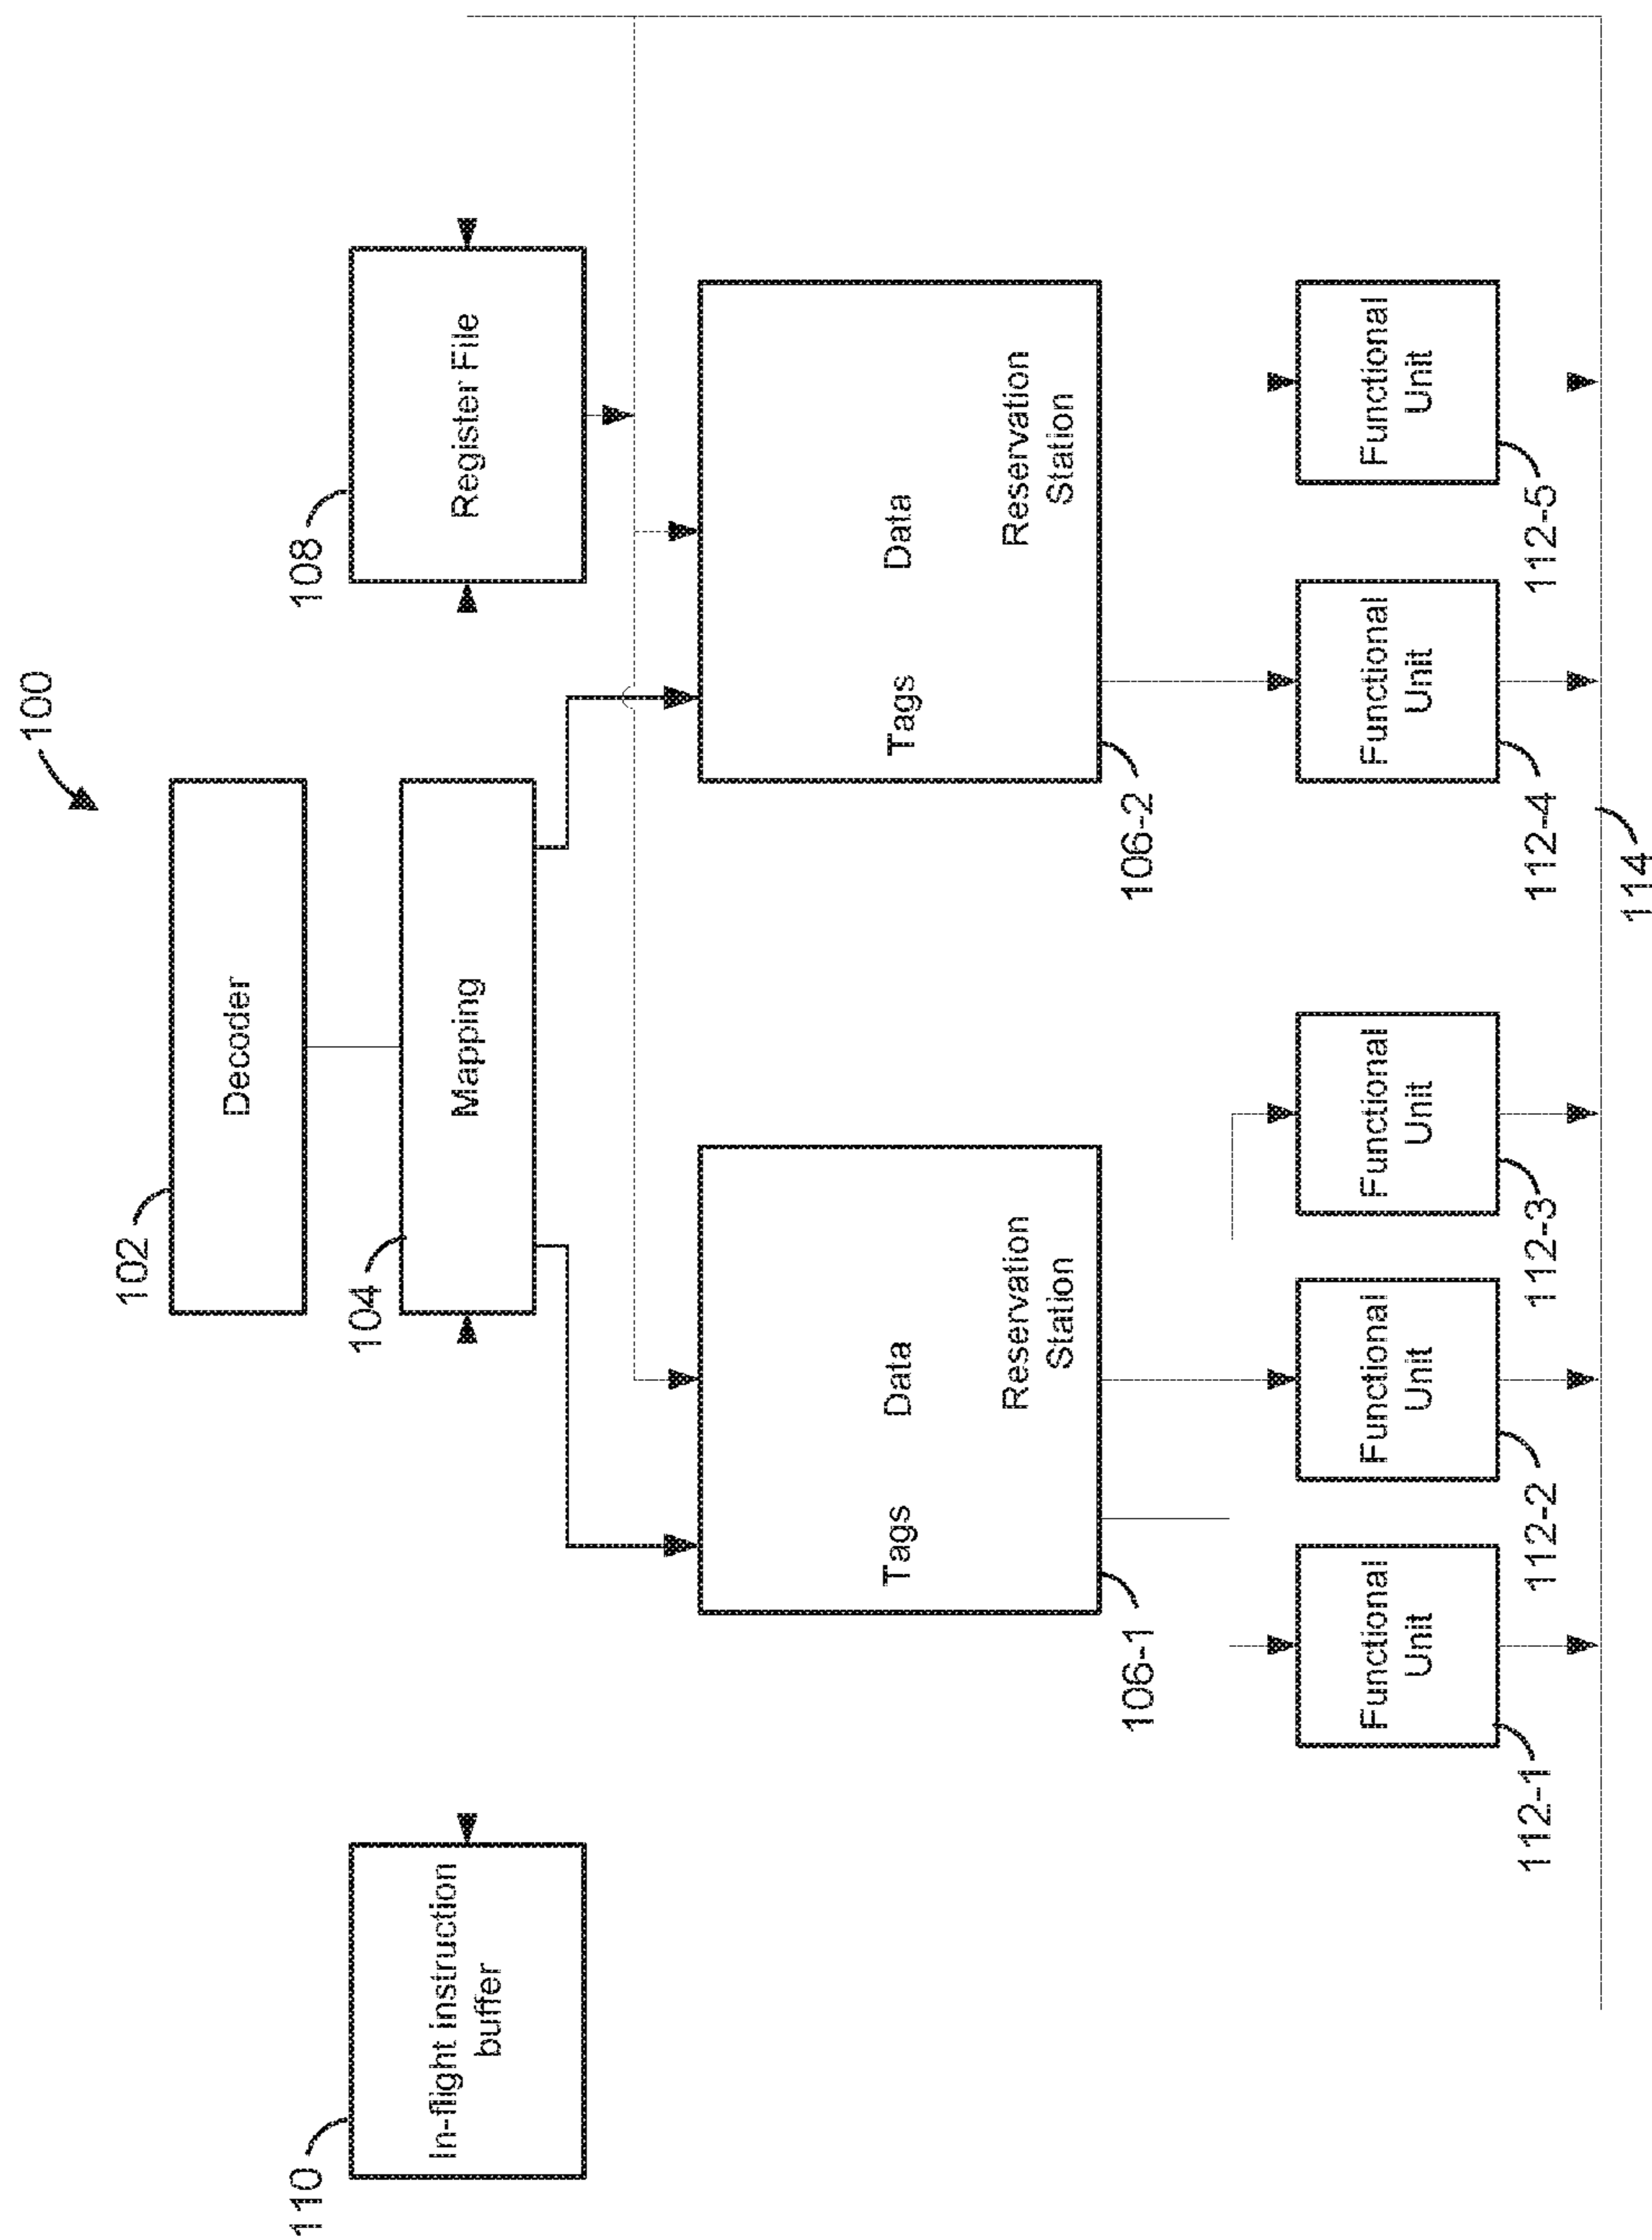 100
102
Decoder
110
In-flight instruction
buffer
104
Mapping
108
Register File
Tags
Data
Reservation
Station
106-1
Tags
Data
Reservation
Station
106-2
Functional
Unit
112-1
Functional
Unit
112-2
Functional
Unit
112-3
Functional
Unit
112-4
Functional
Unit
112-5
114